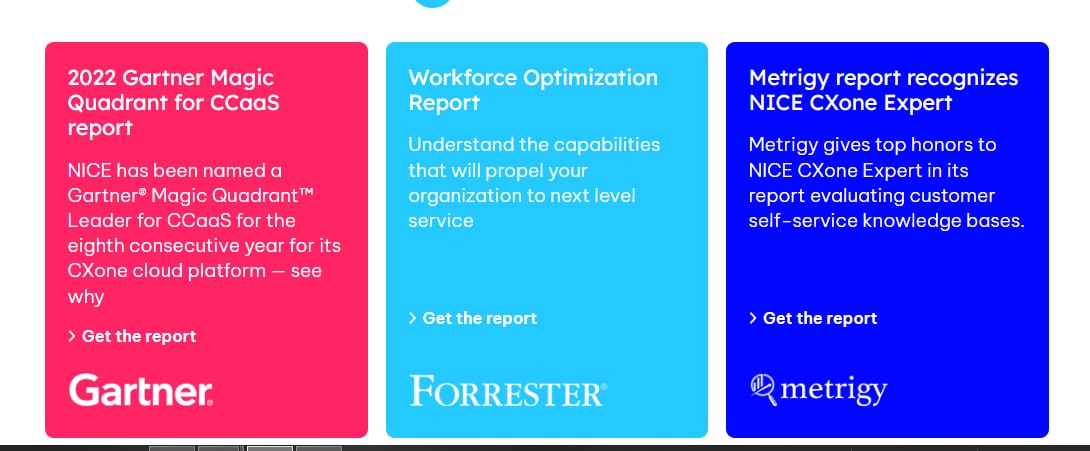 2022 Gartner Magic
Quadrant for CCaaS
report
NICE has been named a
Gartner® Magic Quadrant™
Leader for CCaaS for the
eighth consecutive year for its
CXone cloud platform — see
why
Get the report
Gartner®
Workforce Optimization
Report
Understand the capabilities
that will propel your
organization to next level
service
Get the report
FORRESTER®
Metrigy report recognizes
NICE CXone Expert
Metrigy gives top honors to
NICE CXone Expert in its
report evaluating customer
self-service knowledge bases.
Get the report
metrigy